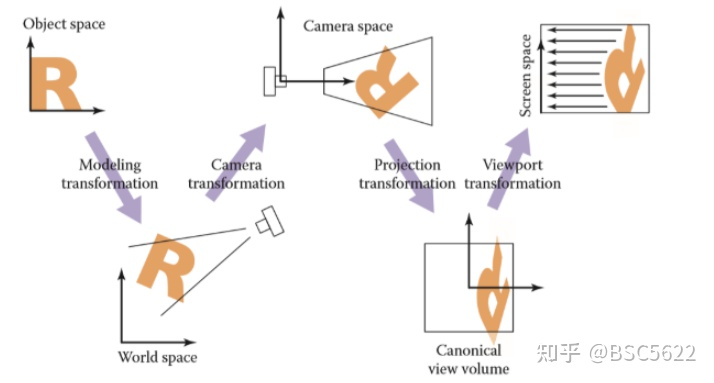 Object space
R
Camera space
R
Screen space
R
Modeling
transformation
Camera
transformation
Projection
transformation
Viewport
transformation
R
World space
R
Canonical
view volume
知乎 @BSC5622